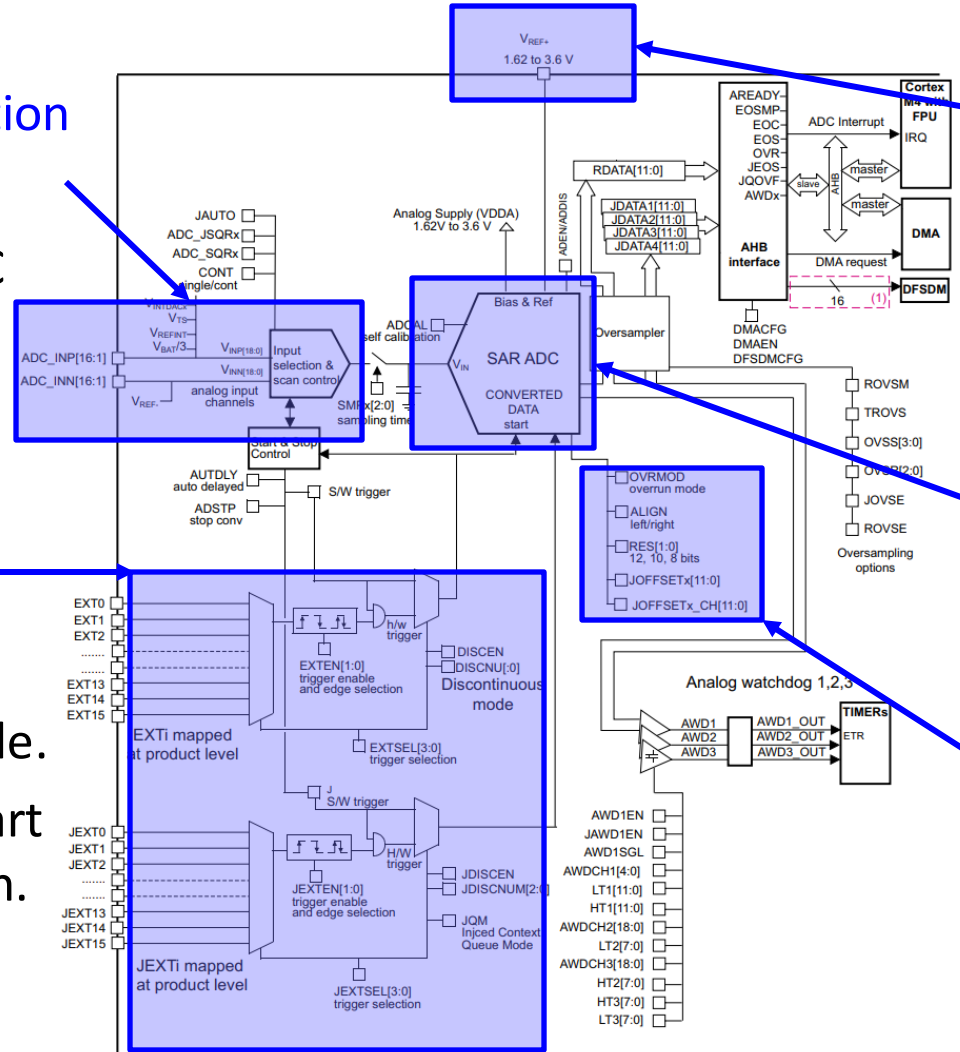 VREF+
1.62 to 3.6 V
tion
Cortex
M4 with
FPU
IRQ
AREADY
EOSMP
EOC
EOS
OVR
JEOS
JQOVF
AWDx
ADC Interrupt
AHB
slave
master
master
AHB
interface
DMA
DMA request
16
(1)
DFSDM
DMACFG
DMAEN
DFSDMCFG
RDATA[11:0]
JDATA1[11:0]
JDATA2[11:0]
JDATA3[11:0]
JDATA4[11:0]
ADEN/ADDIS
Analog Supply (VDDA)
1.62V to 3.6 V
JAUTO
ADC_JSQRx
ADC_SQRx
CONT
single/cont
c
VINTDACx
VTS
VREFINT
VBAT/3
ADC_INP[16:1]
ADC_INN[16:1]
VREF-
VINP[18:0]
VINN[18:0]
analog input
channels
Input
selection &
scan control
ADCAL
self calibration
SMPx[2:0]
sampling time
Bias & Ref
SAR ADC
VIN
CONVERTED
DATA
start
Oversampler
ROVSM
TROVS
OVSS[3:0]
OVSR[2:0]
JOVSE
ROVSE
Oversampling
options
Start & Stop
Control
AUTDLY
auto delayed
ADSTP
stop conv
S/W trigger
OVRMOD
overrun mode
ALIGN
left/right
RES[1:0]
12, 10, 8 bits
JOFFSETx[11:0]
JOFFSETx_CH[11:0]
EXT0
EXT1
EXT2
.......
.......
EXT13
EXT14
EXT15
h/w
trigger
EXTEN[1:0]
trigger enable
and edge selection
DISCEN
DISCNU[:0]
Discontinuous
mode
EXTi mapped
at product level
EXTSEL[3:0]
trigger selection
le.
art
n.
J
S/W trigger
JEXT0
JEXT1
JEXT2
.......
.......
JEXT13
JEXT14
JEXT15
H/W
trigger
JEXTEN[1:0]
trigger enable
and edge selection
JDISCEN
JDISCNUM[2:0]
JQM
Injced Context
Queue Mode
JEXTi mapped
at product level
JEXTSEL[3:0]
trigger selection
Analog watchdog 1,2,3
AWD1
AWD2
AWD3
AWD1_OUT
AWD2_OUT
AWD3_OUT
TIMERs
ETR
AWD1EN
JAWD1EN
AWD1SGL
AWDCH1[4:0]
LT1[11:0]
HT1[11:0]
AWDCH2[18:0]
LT2[7:0]
AWDCH3[18:0]
HT2[7:0]
HT3[7:0]
LT3[7:0]